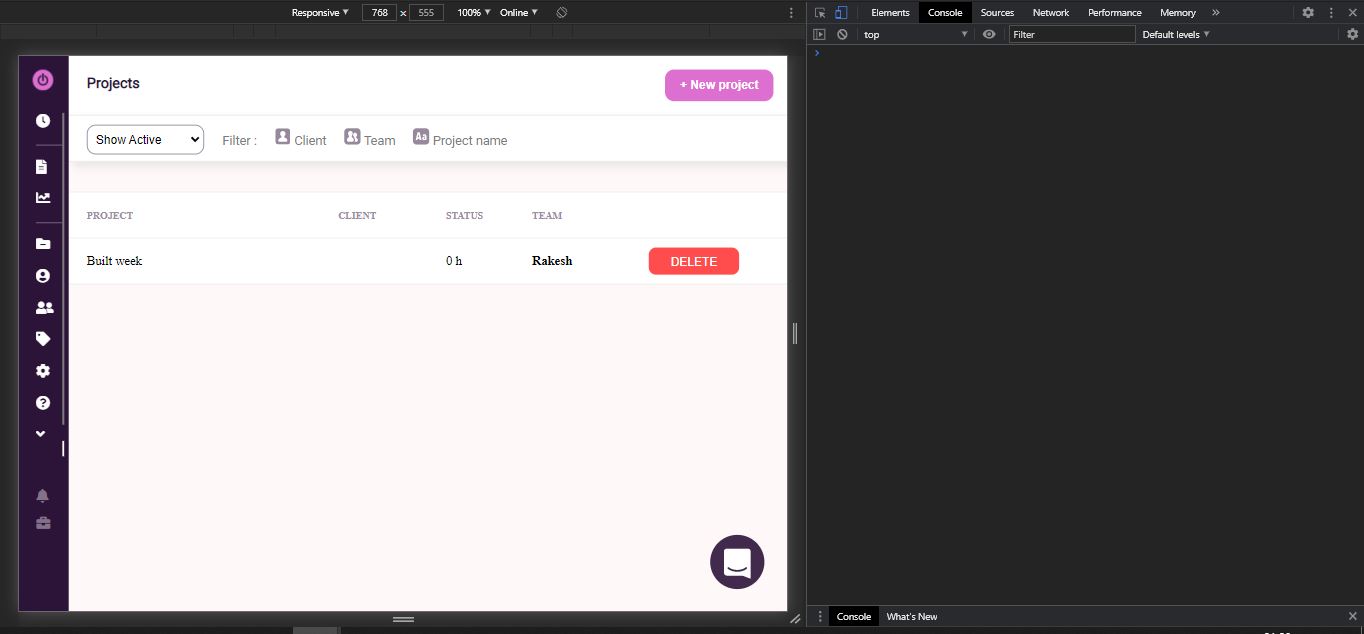 Responsive ▼ 768 x 555 100% ▼ Online ▼
Elements Console Sources Network Performance Memory »
top ▼ Filter Default levels ▼
Projects
+ New project
Show Active Filter : Client Team Aa Project name
PROJECT CLIENT STATUS TEAM
Built week 0 h Rakesh DELETE
Console What's New